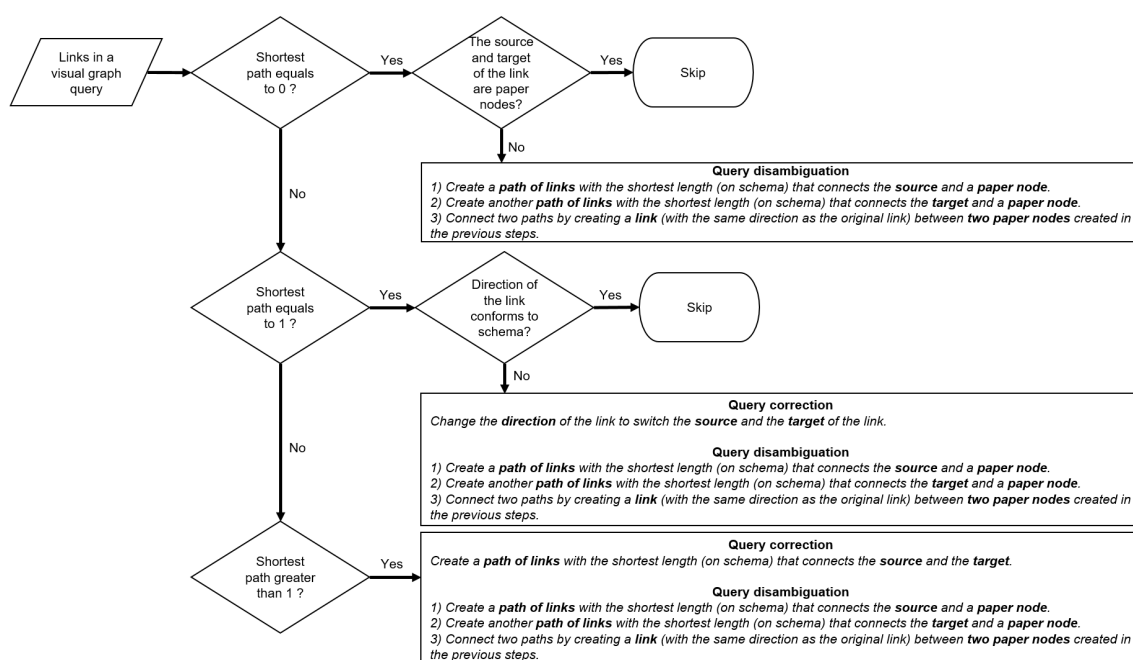 Links in a
visual graph
query
Shortest
path equals
to 0 ?
Yes
The source
and target
of the link
are paper
nodes?
Yes
Skip
No
No
Query disambiguation
1) Create a path of links with the shortest length (on schema) that connects the source and a paper node.
2) Create another path of links with the shortest length (on schema) that connects the target and a paper node.
3) Connect two paths by creating a link (with the same direction as the original link) between two paper nodes created in
the previous steps.
Shortest
path equals
to 1 ?
Yes
Direction of
the link
conforms to
schema?
Yes
Skip
No
No
Query correction
Change the direction of the link to switch the source and the target of the link.
Query disambiguation
1) Create a path of links with the shortest length (on schema) that connects the source and a paper node.
2) Create another path of links with the shortest length (on schema) that connects the target and a paper node.
3) Connect two paths by creating a link (with the same direction as the original link) between two paper nodes created in
the previous steps.
Shortest
path greater
than 1 ?
Yes
Query correction
Create a path of links with the shortest length (on schema) that connects the source and the target.
Query disambiguation
1) Create a path of links with the shortest length (on schema) that connects the source and a paper node.
2) Create another path of links with the shortest length (on schema) that connects the target and a paper node.
3) Connect two paths by creating a link (with the same direction as the original link) between two paper nodes created in
the previous steps.